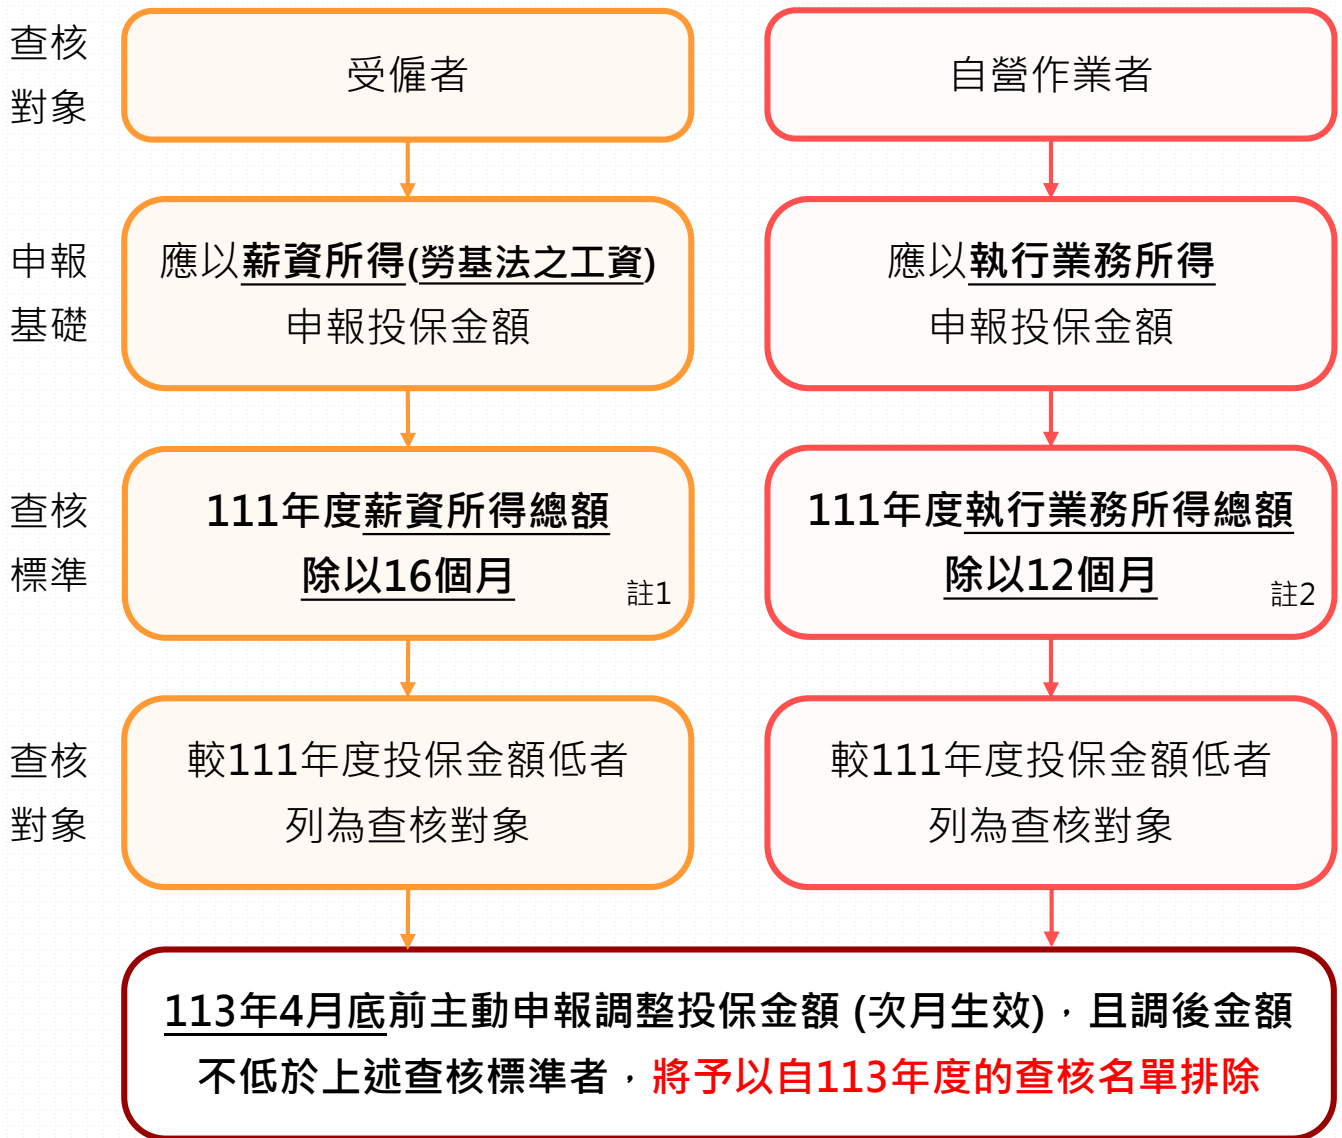 查核
對象
受僱者
自營作業者
申報
基礎
應以薪資所得(勞基法之工資)
申報投保金額
應以執行業務所得
申報投保金額
查核
標準
111年度薪資所得總額
除以16個月
註1
111年度執行業務所得總額
除以12個月
註2
查核
對象
較111年度投保金額低者
列為查核對象
較111年度投保金額低者
列為查核對象
113年4月底前主動申報調整投保金額 (次月生效)，且調後金額
不低於上述查核標準者，將予以自113年度的查核名單排除